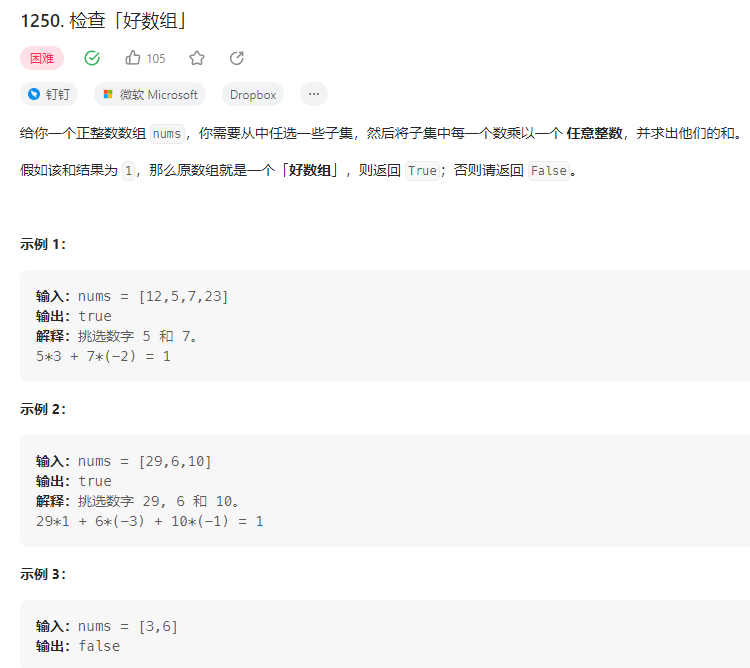 1250. 检查「好数组」
困难 105
钉钉 微软 Microsoft Dropbox ...
给你一个正整数数组 nums，你需要从中任选一些子集，然后将子集中每一个数乘以一个 任意整数，并求出他们的和。
假如该和结果为 1，那么原数组就是一个「好数组」，则返回 True；否则请返回 False。
示例 1：
输入：nums = [12,5,7,23]
输出：true
解释：挑选数字 5 和 7。
5*3 + 7*(-2) = 1
示例 2：
输入：nums = [29,6,10]
输出：true
解释：挑选数字 29, 6 和 10。
29*1 + 6*(-3) + 10*(-1) = 1
示例 3：
输入：nums = [3,6]
输出：false